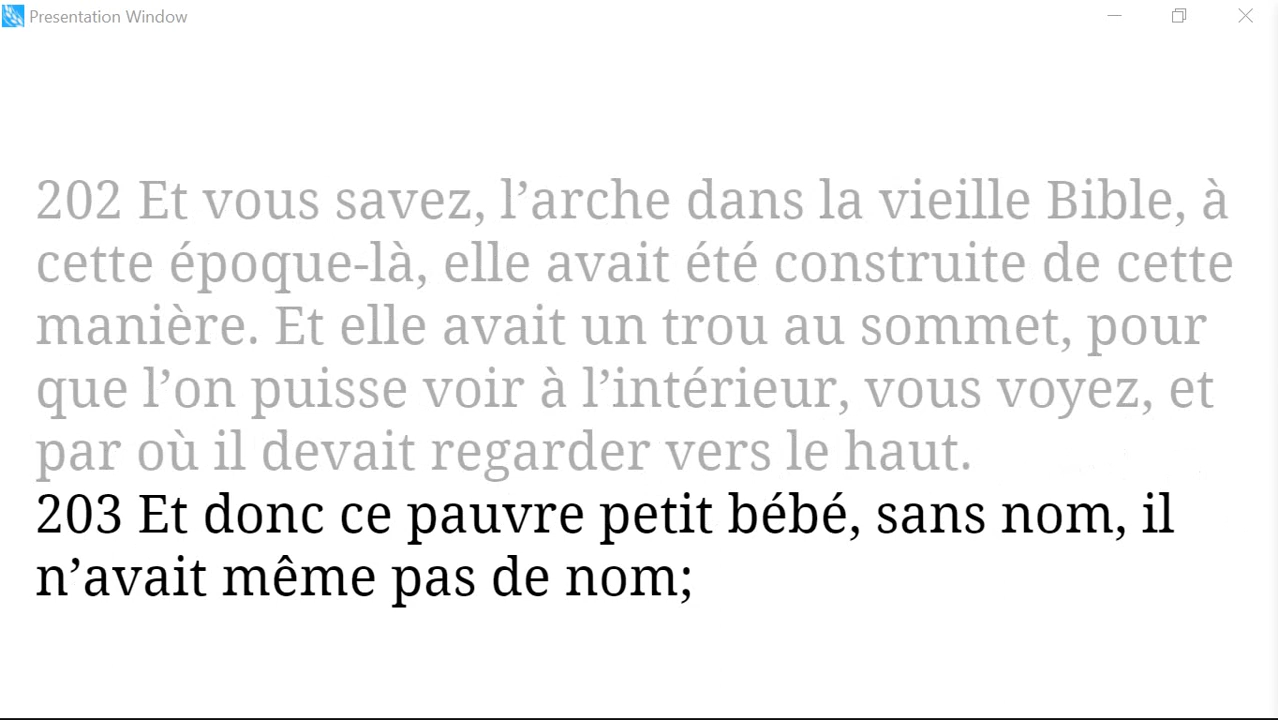 Presentation Window
202 Et vous savez, l’arche dans la vieille Bible, à
cette époque-là, elle avait été construite de cette
manière. Et elle avait un trou au sommet, pour
que l’on puisse voir à l’intérieur, vous voyez, et
par où il devait regarder vers le haut.
203 Et donc ce pauvre petit bébé, sans nom, il
n’avait même pas de nom;